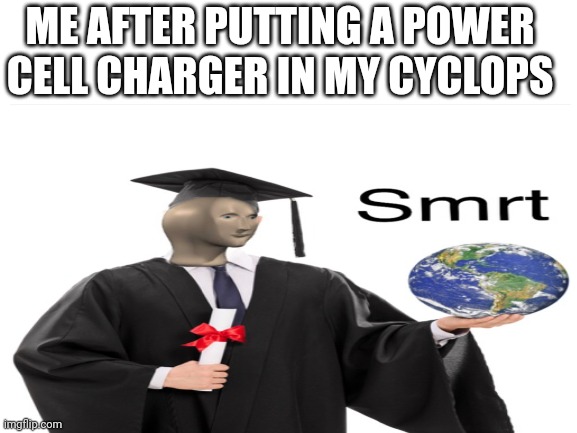 ME AFTER PUTTING A POWER
CELL CHARGER IN MY CYCLOPS
Smrt
imgflip.com